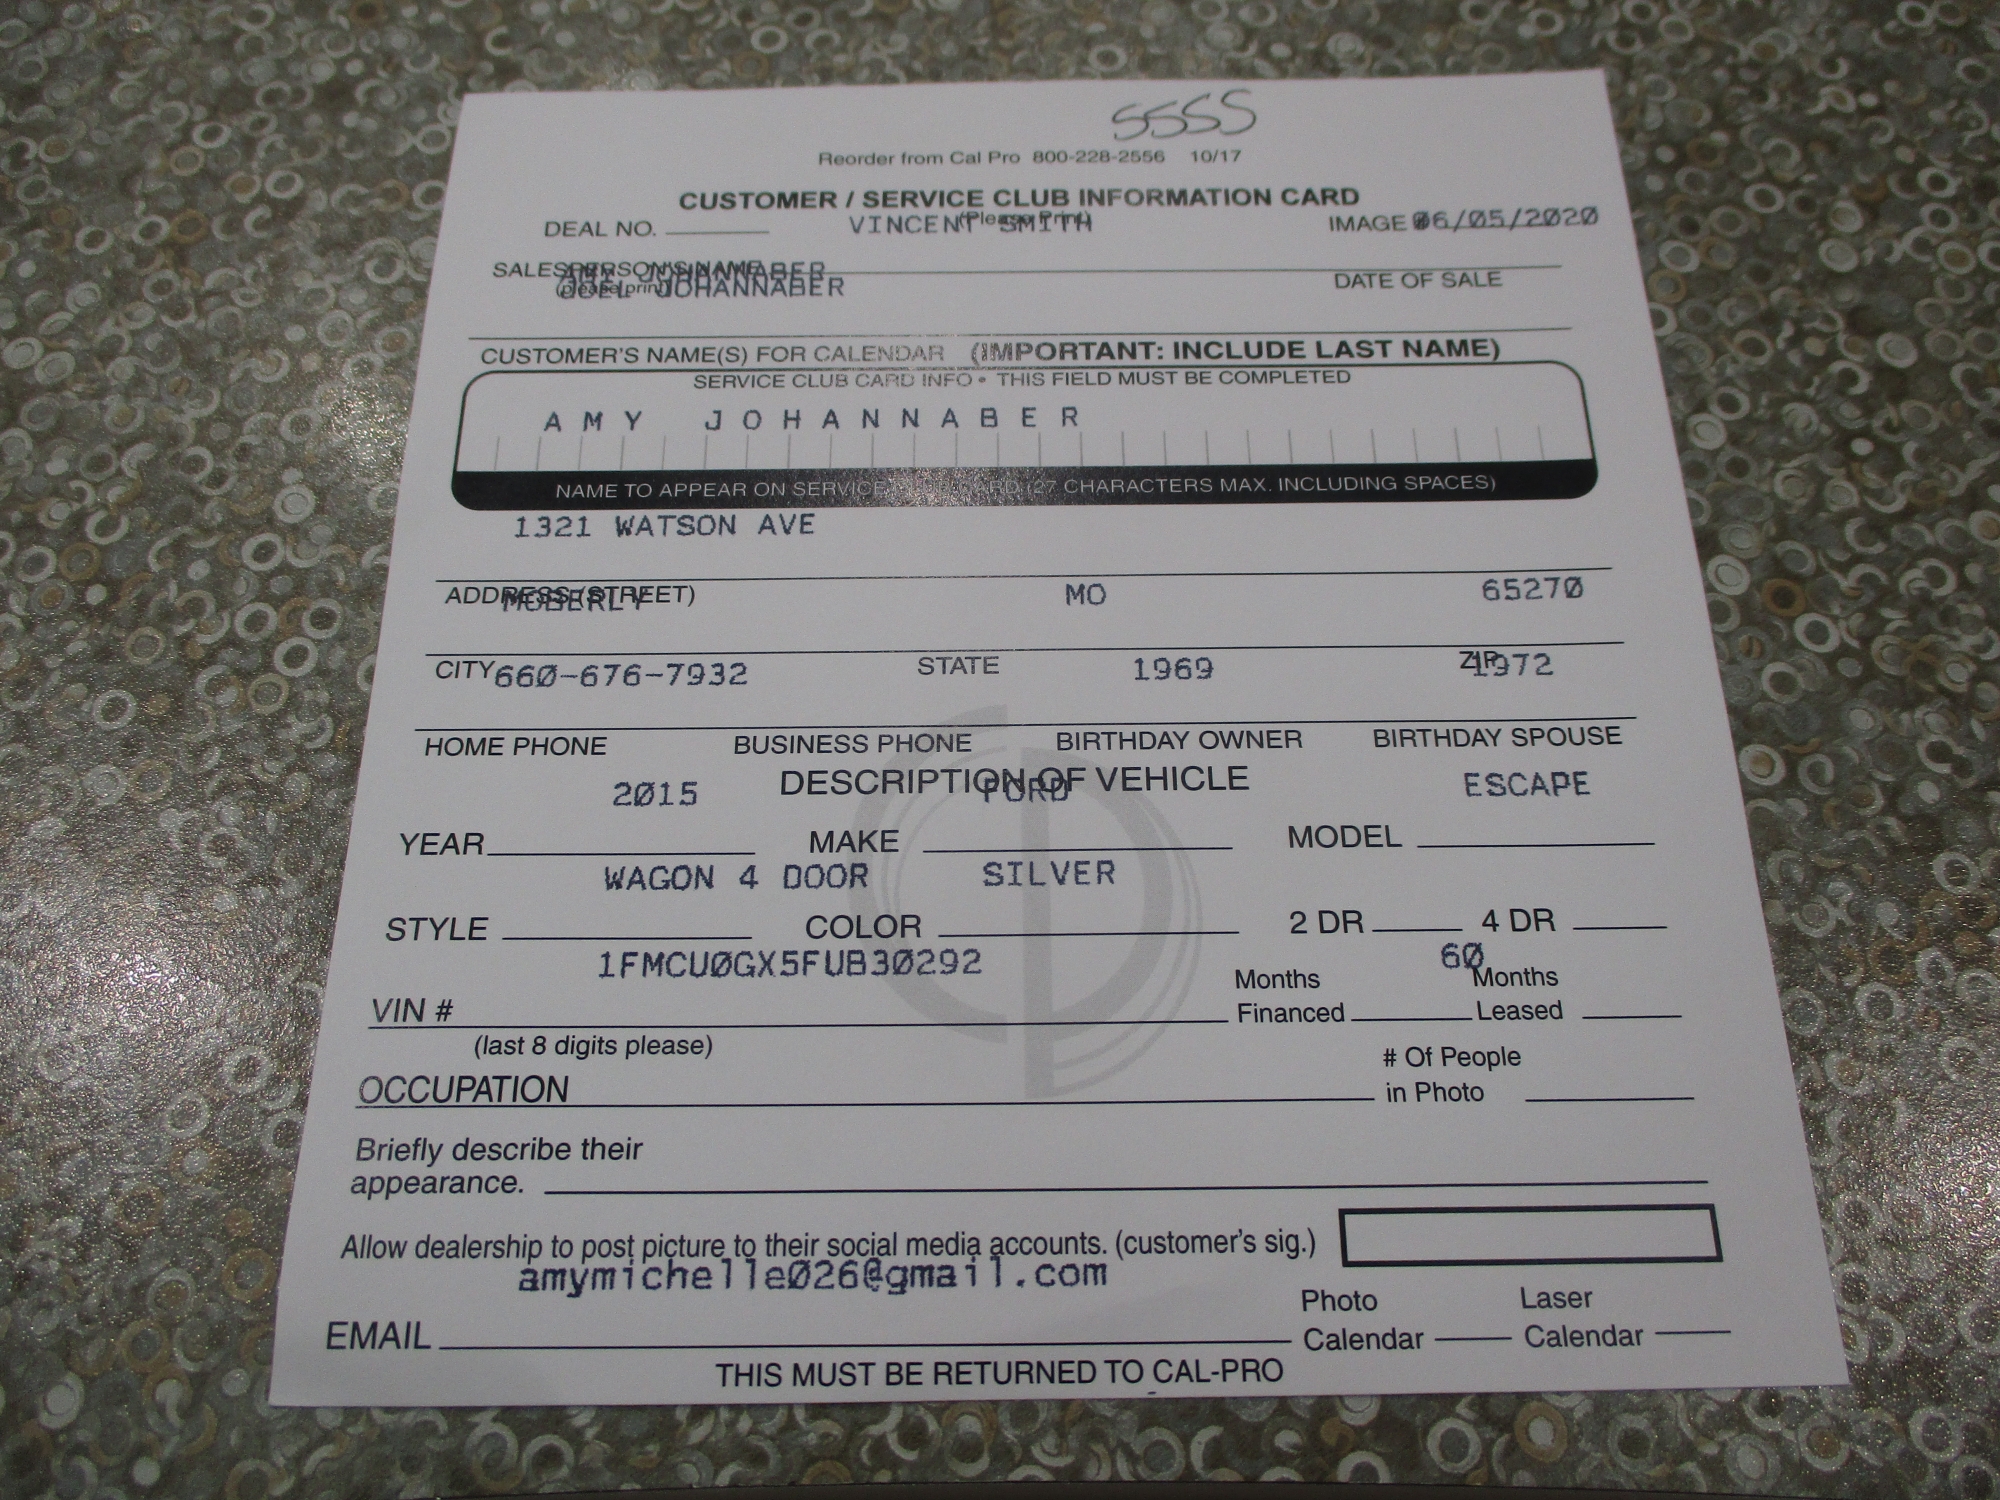 SSSS
Reorder from Cal Pro 800-228-2556 10/17
CUSTOMER / SERVICE CLUB INFORMATION CARD
(Please Print)
DEAL NO. VINCENT SMITH IMAGE # 06/05/2020
SALESPERSON'S NAME AMY JOHANNABER
(please print) JOEL JOHANNABER DATE OF SALE
CUSTOMER'S NAME(S) FOR CALENDAR (IMPORTANT: INCLUDE LAST NAME)
SERVICE CLUB CARD INFO • THIS FIELD MUST BE COMPLETED
AMY JOHANNABER
NAME TO APPEAR ON SERVICE CLUB CARD (27 CHARACTERS MAX. INCLUDING SPACES)
1321 WATSON AVE
ADDRESS (STREET)
MOBERLY MO 65270
CITY STATE ZIP
660-676-7932 1969 1972
HOME PHONE BUSINESS PHONE BIRTHDAY OWNER BIRTHDAY SPOUSE
DESCRIPTION OF VEHICLE
2015 FORD ESCAPE
YEAR MAKE MODEL
WAGON 4 DOOR SILVER
STYLE COLOR 2 DR 4 DR
1FMCU0GX5FUB30292 60
VIN # Months Financed Months Leased
(last 8 digits please)
OCCUPATION # Of People in Photo
Briefly describe their
appearance.
Allow dealership to post picture to their social media accounts. (customer's sig.)
amymichelle026@gmail.com
EMAIL Photo Calendar Laser Calendar
THIS MUST BE RETURNED TO CAL-PRO